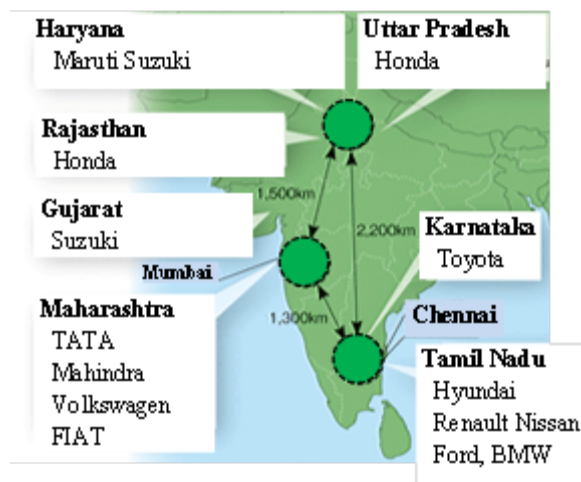 Haryana
Maruti Suzuki
Uttar Pradesh
Honda
Rajasthan
Honda
1,500km
Gujarat
Suzuki
2,200km
Karnataka
Toyota
Mumbai
Maharashtra
TATA
Mahindra
Volkswagen
FIAT
1,300km
Chennai
Tamil Nadu
Hyundai
Renault Nissan
Ford, BMW